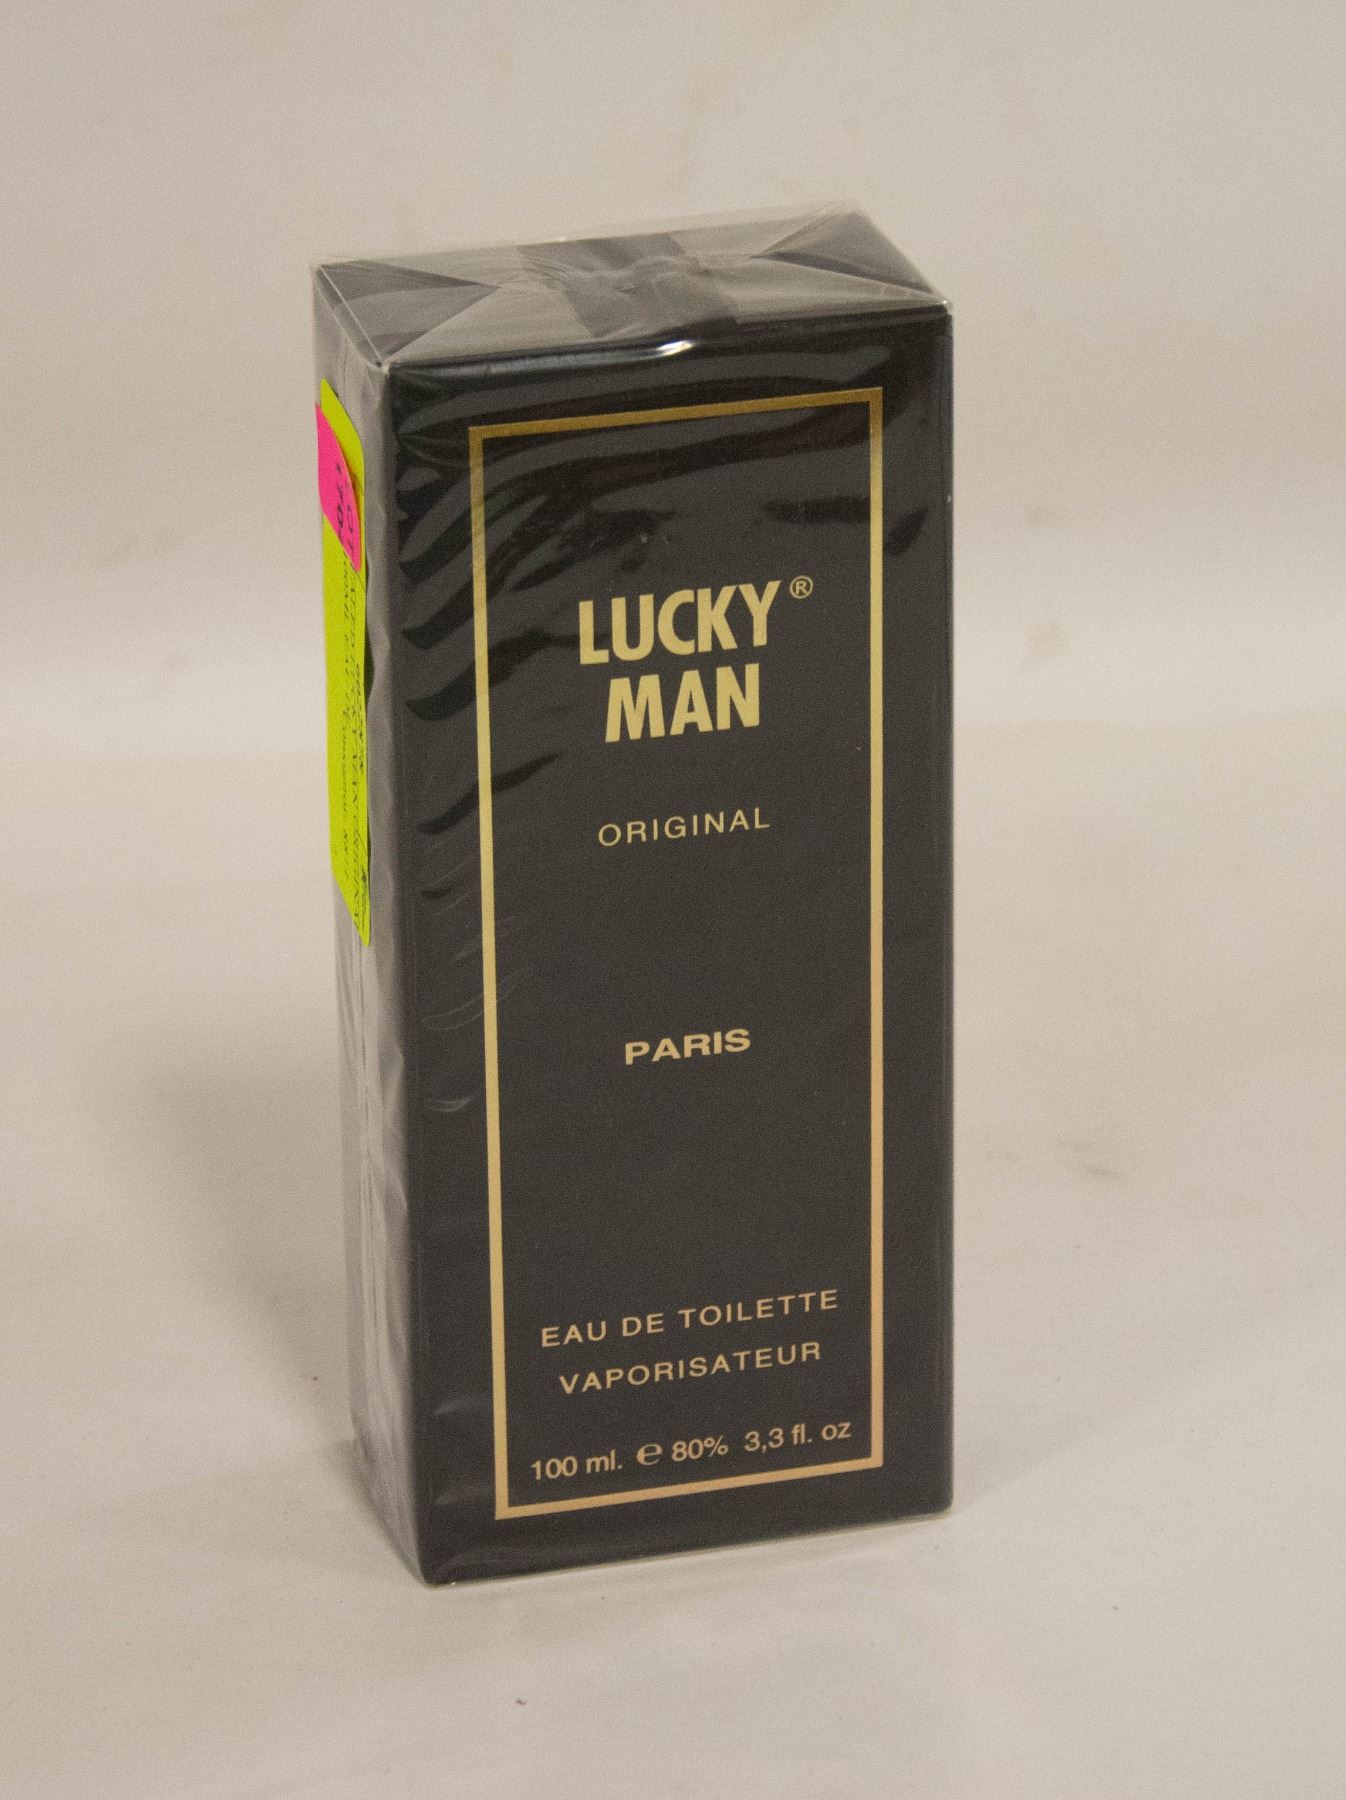 LUCKY®
MAN
ORIGINAL
PARIS
EAU DE TOILETTE
VAPORISATEUR
100 ml. ℮ 80% 3,3 fl. oz